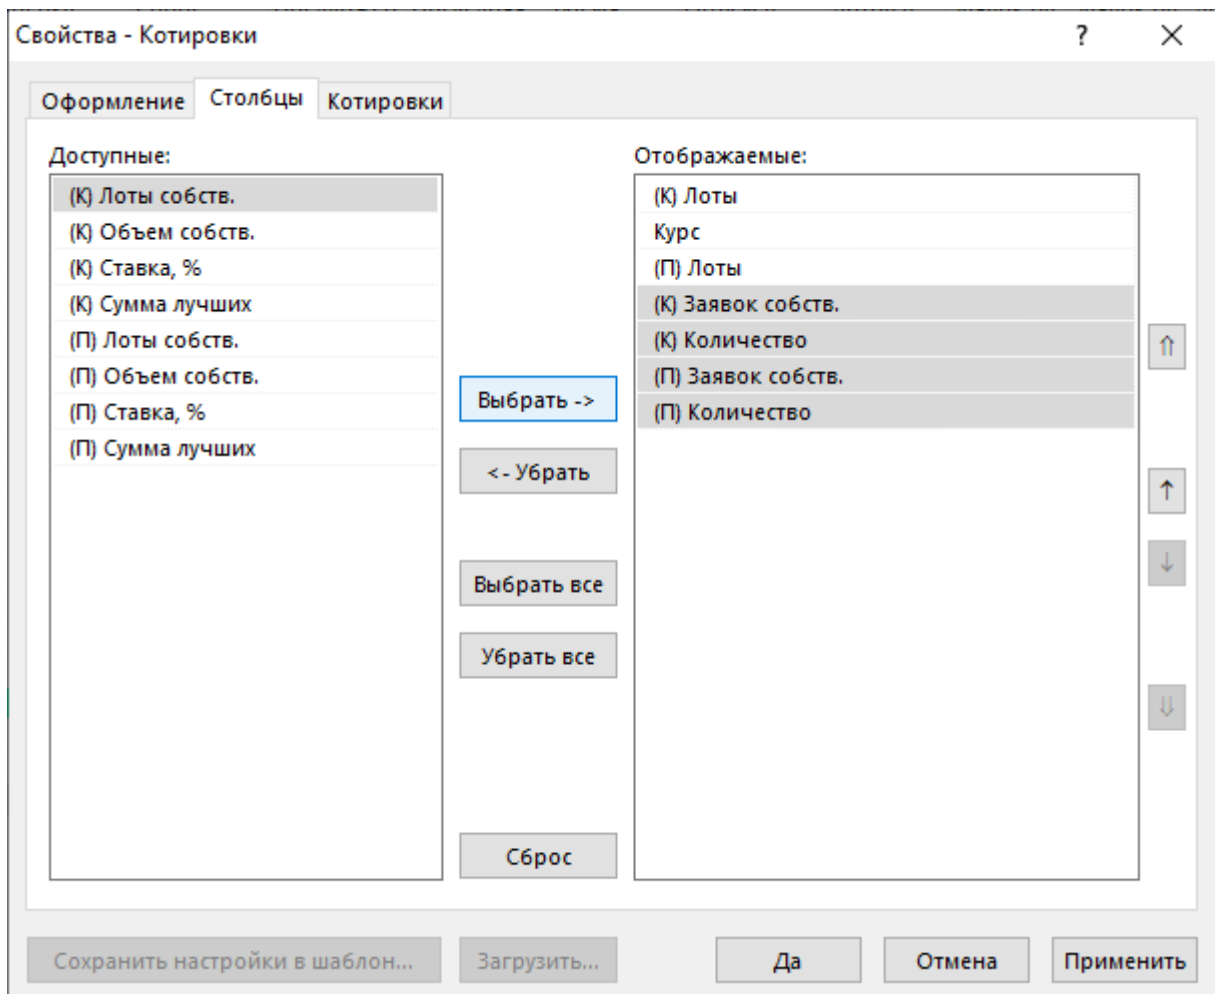 Свойства - Котировки
?
Оформление Столбцы Котировки
Доступные:
(К) Лоты собств.
(К) Объем собств.
(К) Ставка, %
(К) Сумма лучших
(П) Лоты собств.
(П) Объем собств.
(П) Ставка, %
(П) Сумма лучших
Выбрать ->
<- Убрать
Выбрать все
Убрать все
Сброс
Отображаемые:
(К) Лоты
Курс
(П) Лоты
(К) Заявок собств.
(К) Количество
(П) Заявок собств.
(П) Количество
Сохранить настройки в шаблон...
Загрузить...
Да
Отмена
Применить